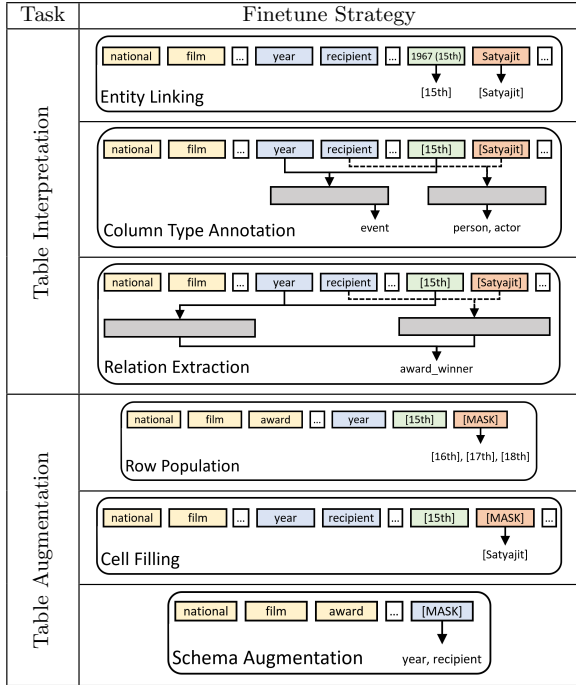 Task Finetune Strategy
Table Interpretation
national film ... year recipient ... 1967 (15th) Satyajit ...
[15th] [Satyajit]
Entity Linking
national film ... year recipient ... [15th] [Satyajit] ...
event person, actor
Column Type Annotation
national film ... year recipient ... [15th] [Satyajit] ...
award_winner
Relation Extraction
Table Augmentation
national film award ... year [15th] [MASK]
[16th], [17th], [18th]
Row Population
national film ... year recipient ... [15th] [MASK] ...
[Satyajit]
Cell Filling
national film award ... [MASK]
year, recipient
Schema Augmentation